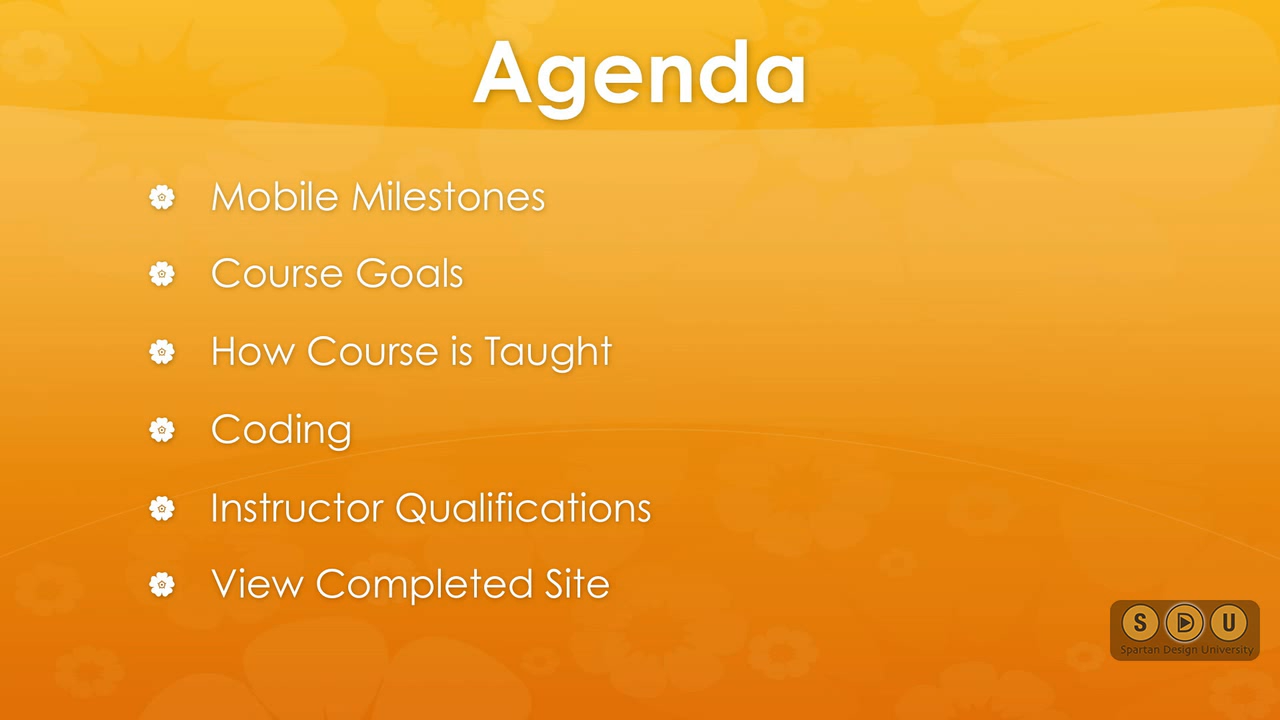 Agenda
Mobile Milestones
Course Goals
How Course is Taught
Coding
Instructor Qualifications
View Completed Site
S D U
Spartan Design University